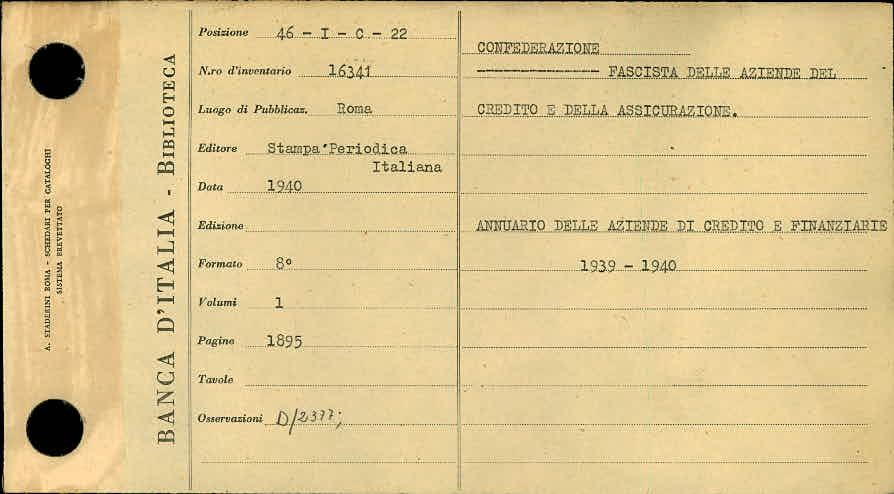 A. STADERINI ROMA - SCHEDARI PER CATALOGHI
SISTEMA BREVETTATO
BANCA D'ITALIA - BIBLIOTECA
Posizione 46 - I - C - 22
N.ro d'inventario 16341
Luogo di Pubblicaz. Roma
Editore Stampa Periodica
Italiana
Data 1940
Edizione
Formato 8º
Volumi 1
Pagine 1895
Tavole
Osservazioni D/2377;
CONFEDERAZIONE
---------------- FASCISTA DELLE AZIENDE DEL
CREDITO E DELLA ASSICURAZIONE.
ANNUARIO DELLE AZIENDE DI CREDITO E FINANZIARIE
1939 - 1940